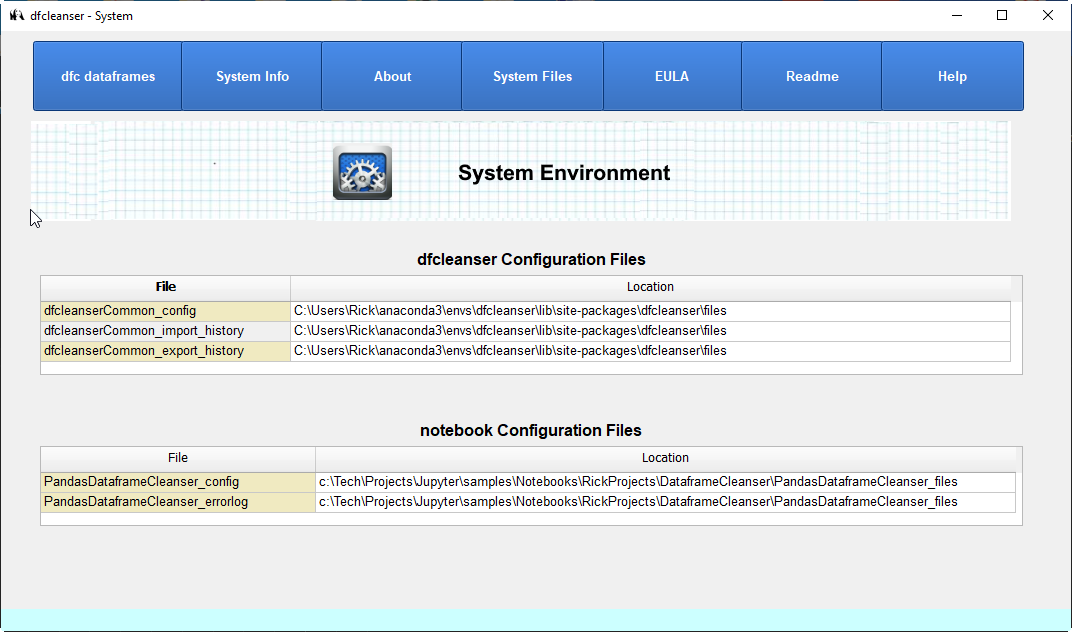 dfcleanser - System
dfc dataframes System Info About System Files EULA Readme Help
System Environment
dfcleanser Configuration Files
File Location
dfcleanserCommon_config C:\Users\Rick\anaconda3\envs\dfcleanser\lib\site-packages\dfcleanser\files
dfcleanserCommon_import_history C:\Users\Rick\anaconda3\envs\dfcleanser\lib\site-packages\dfcleanser\files
dfcleanserCommon_export_history C:\Users\Rick\anaconda3\envs\dfcleanser\lib\site-packages\dfcleanser\files
notebook Configuration Files
File Location
PandasDataframeCleanser_config c:\Tech\Projects\Jupyter\samples\Notebooks\RickProjects\DataframeCleanser\PandasDataframeCleanser_files
PandasDataframeCleanser_errorlog c:\Tech\Projects\Jupyter\samples\Notebooks\RickProjects\DataframeCleanser\PandasDataframeCleanser_files